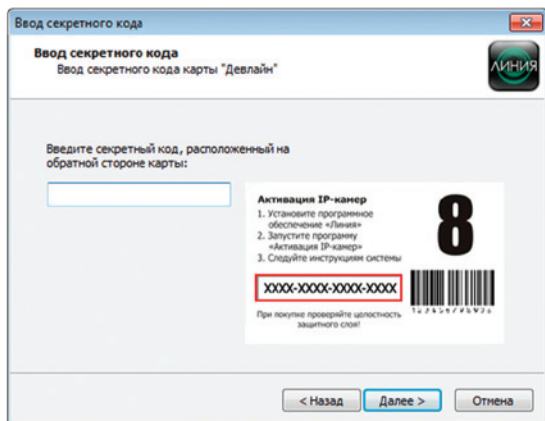 Ввод секретного кода
Ввод секретного кода
Ввод секретного кода карты "Девлайн"
ЛИНИЯ
Введите секретный код, расположенный на
обратной стороне карты:
Активация IP-камер
1. Установите программное
обеспечение «Линия»
2. Запустите программу
«Активация IP-камер»
3. Следуйте инструкциям системы
XXXX-XXXX-XXXX-XXXX
При покупке проверяйте целостность
защитного слоя!
8
< Назад
Далее >
Отмена